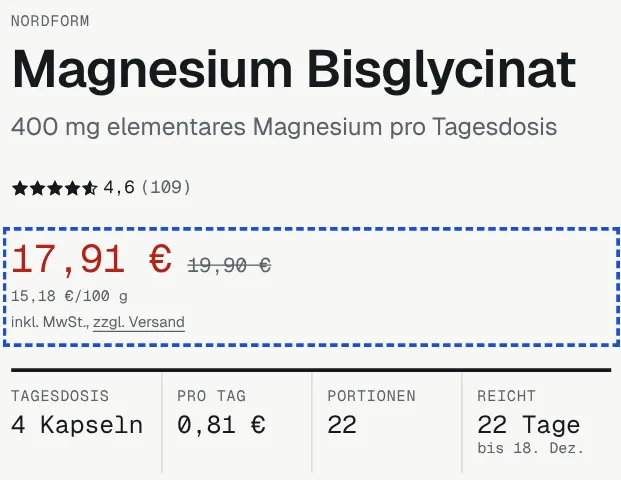 NORDFORM
Magnesium Bisglycinat
400 mg elementares Magnesium pro Tagesdosis
4,6 (109)
17,91 € 19,90 €
15,18 €/100 g
inkl. MwSt., zzgl. Versand
TAGESDOSIS PRO TAG PORTIONEN REICHT
4 Kapseln 0,81 € 22 22 Tage
bis 18. Dez.